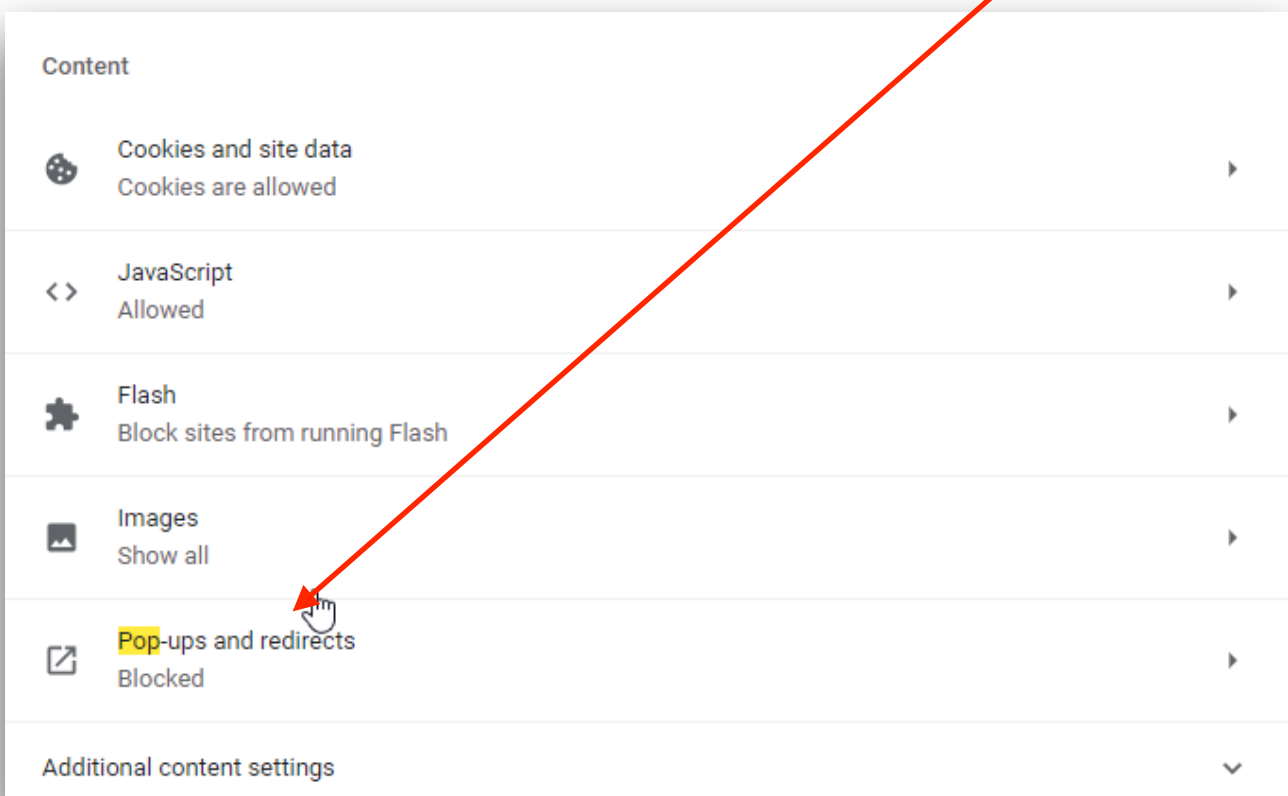 Content
Cookies and site data
Cookies are allowed
JavaScript
Allowed
Flash
Block sites from running Flash
Images
Show all
Pop-ups and redirects
Blocked
Additional content settings